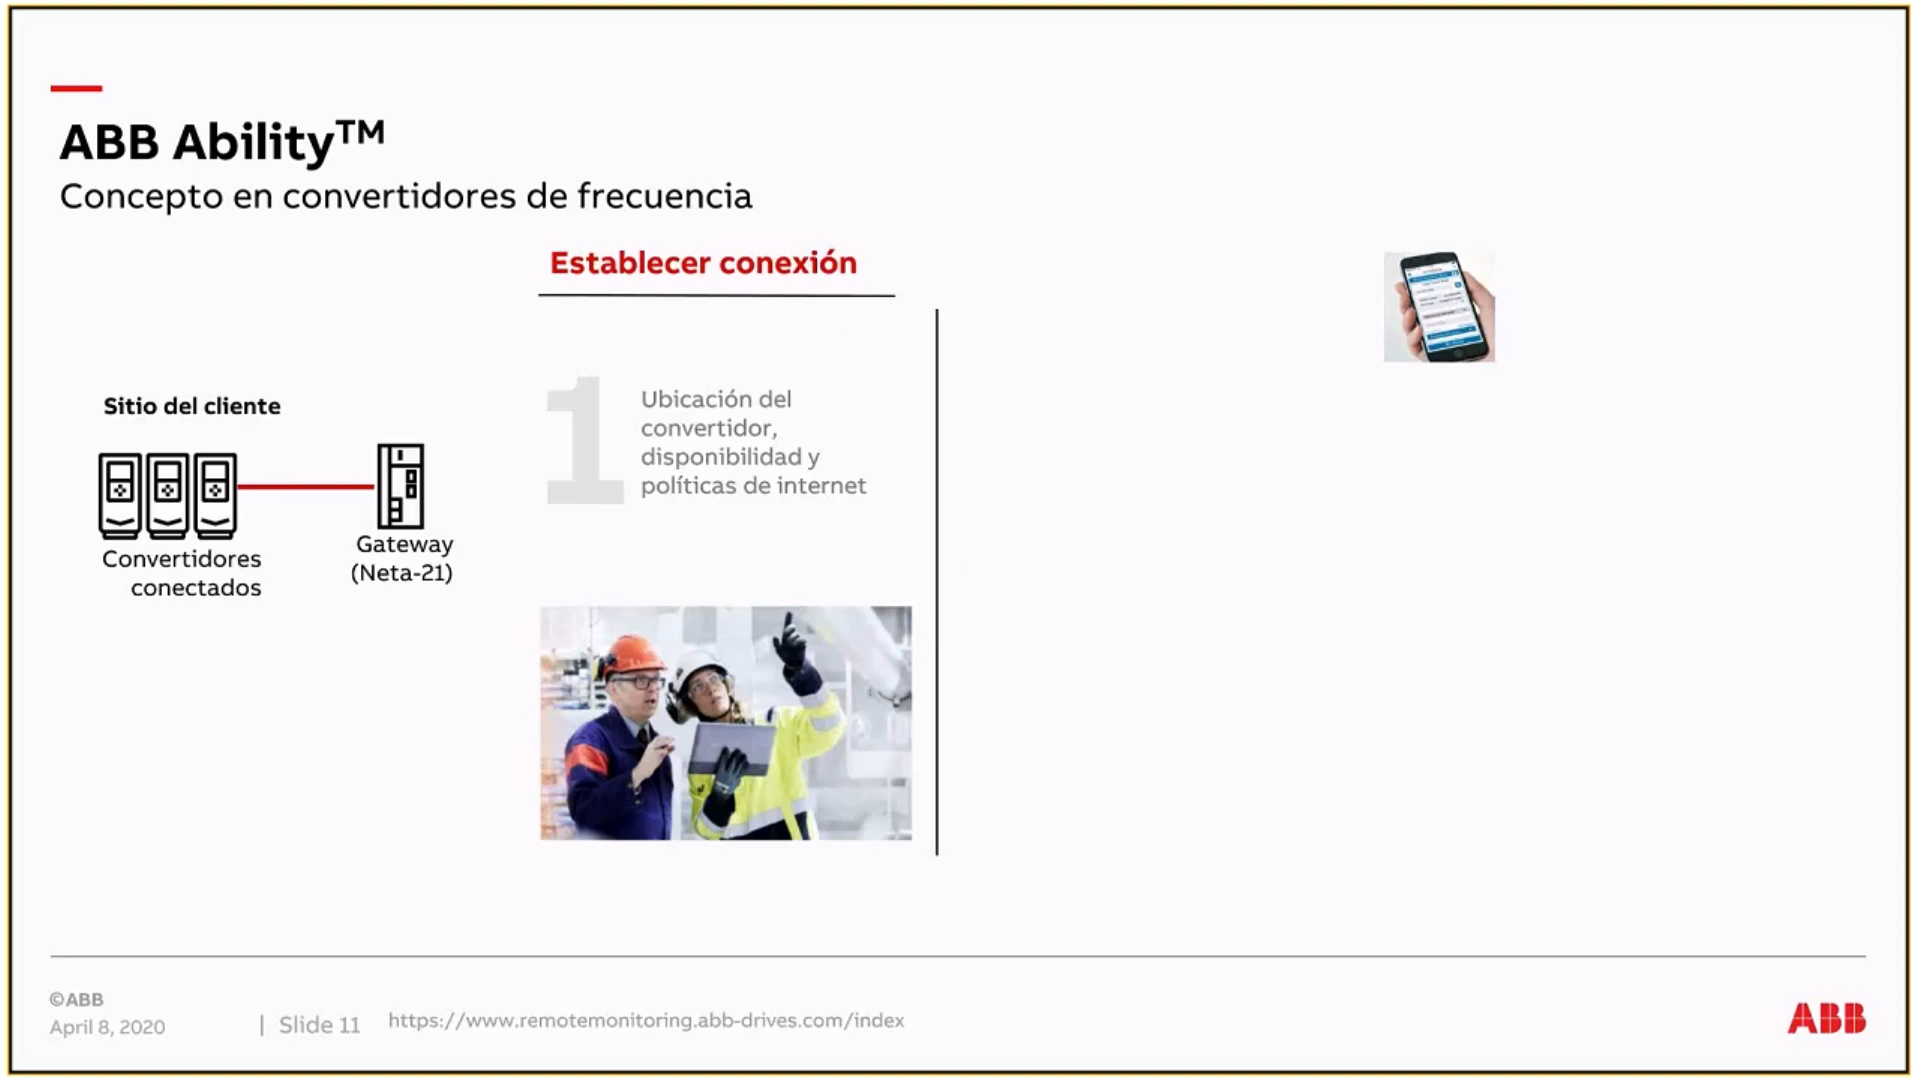 ABB Ability™
Concepto en convertidores de frecuencia
Establecer conexión
Sitio del cliente
Convertidores
conectados
Gateway
(Neta-21)
1
Ubicación del
convertidor,
disponibilidad y
políticas de internet
©ABB
April 8, 2020
| Slide 11
https://www.remotemonitoring.abb-drives.com/index
ABB